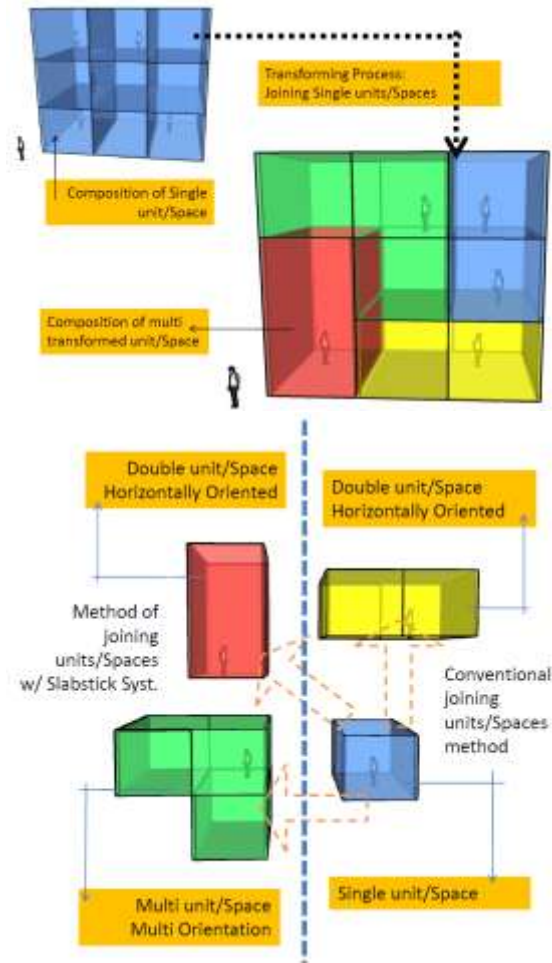 Transforming Process:
Joining Single units/Spaces
Composition of Single
unit/Space
Composition of multi
transformed unit/Space
Double unit/Space
Horizontally Oriented
Double unit/Space
Horizontally Oriented
Method of
joining
units/Spaces
w/ Slabstick Syst.
Conventional
joining
units/Spaces
method
Multi unit/Space
Multi Orientation
Single unit/Space